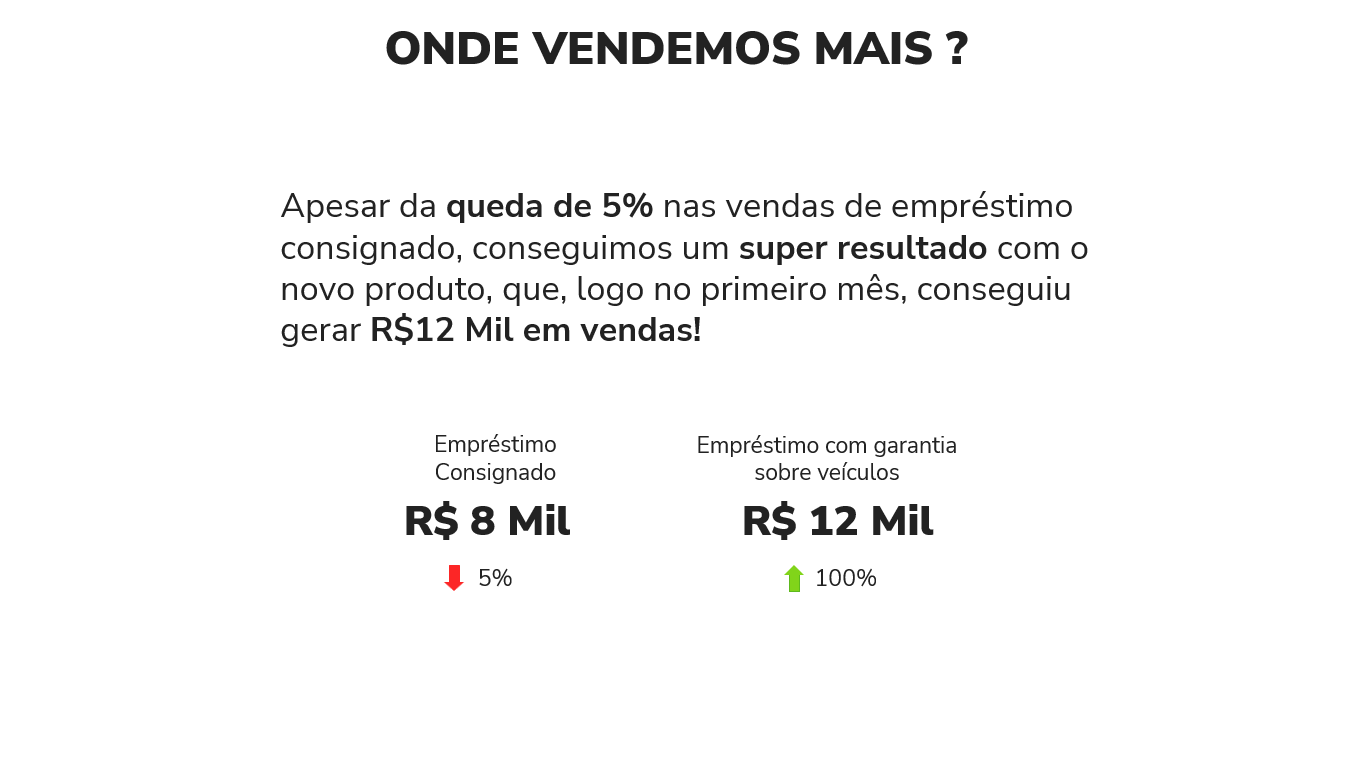 ONDE VENDEMOS MAIS ?
Apesar da queda de 5% nas vendas de empréstimo
consignado, conseguimos um super resultado com o
novo produto, que, logo no primeiro mês, conseguiu
gerar R$12 Mil em vendas!
Empréstimo
Consignado
R$ 8 Mil
5%
Empréstimo com garantia
sobre veículos
R$ 12 Mil
100%